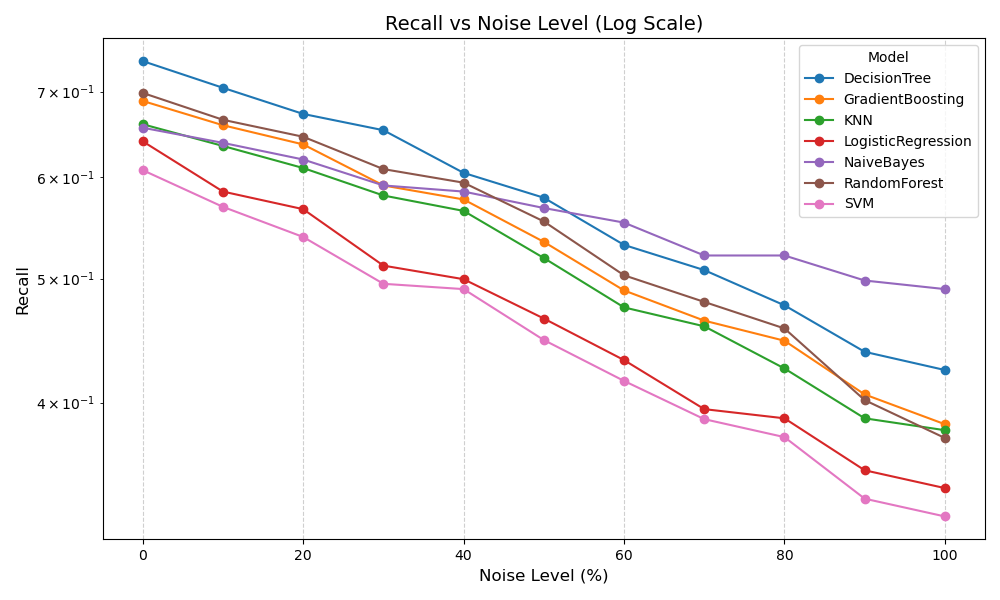 Recall vs Noise Level (Log Scale)
Recall
7 × 10⁻¹
6 × 10⁻¹
5 × 10⁻¹
4 × 10⁻¹
Model
DecisionTree
GradientBoosting
KNN
LogisticRegression
NaiveBayes
RandomForest
SVM
0 20 40 60 80 100
Noise Level (%)